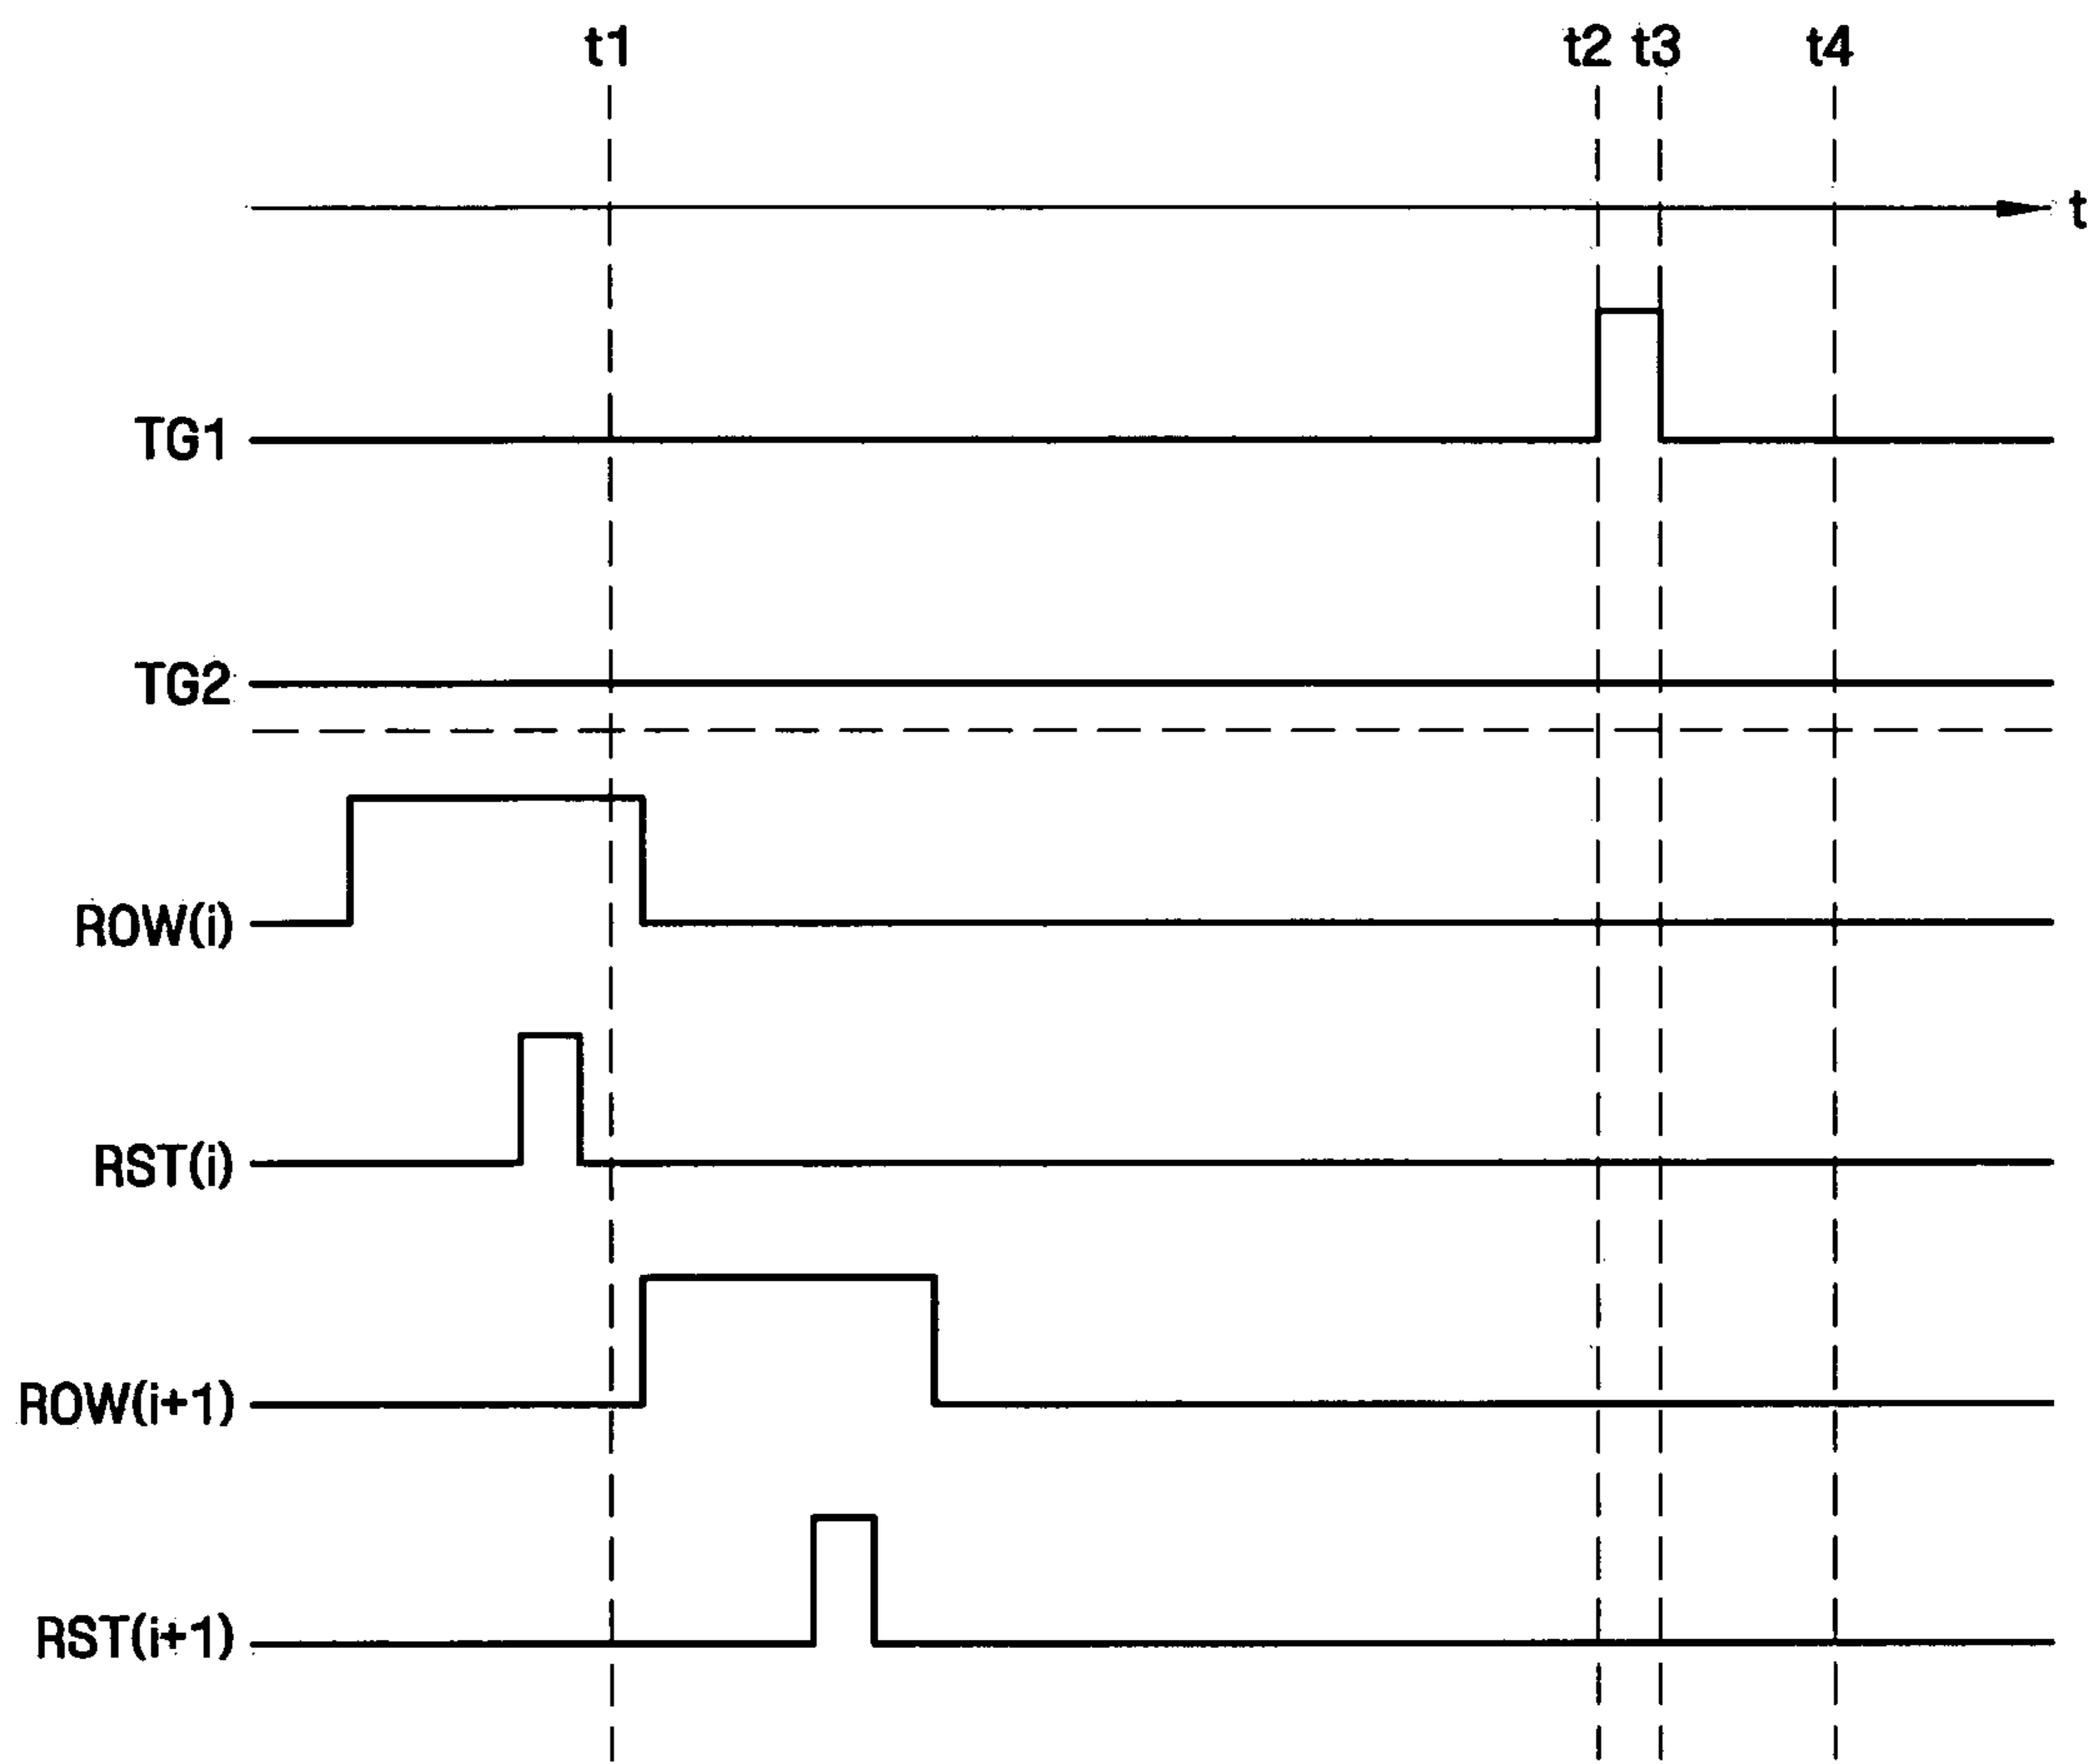 t1 t2 t3 t4
t
TG1
TG2
ROW(i)
RST(i)
ROW(i+1)
RST(i+1)